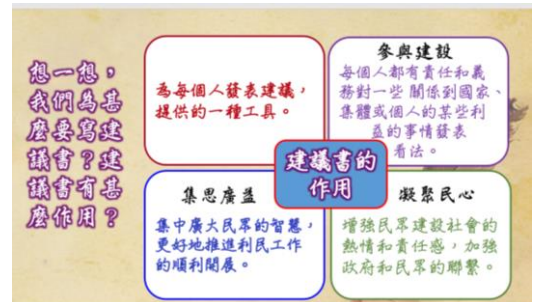 想一想，
我們為甚
麼要寫建
議書？建
議書有甚
麼作用？
為每個人發表建議，
提供的一種工具。
參與建設
每個人都有責任和義
務對一些 關係到國家、
集體或個人的某些利
益的事情發表
看法。
建議書的
作用
集思廣益
集中廣大民眾的智慧，
更好地推進利民工作
的順利開展。
凝聚民心
增強民眾建設社會的
熱情和責任感，加強
政府和民眾的聯繫。